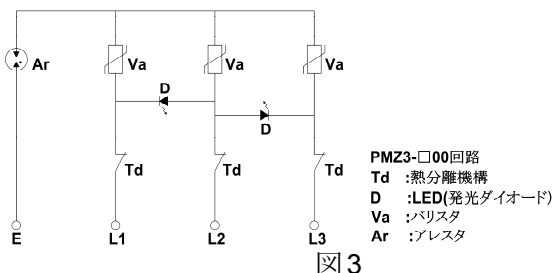 Ar
Va
Va
Va
D
D
Td
Td
Td
E
L1
L2
L3
PMZ3-□00回路
Td :熱分離機構
D :LED(発光ダイオード)
Va :バリスタ
Ar :アレスタ
図3